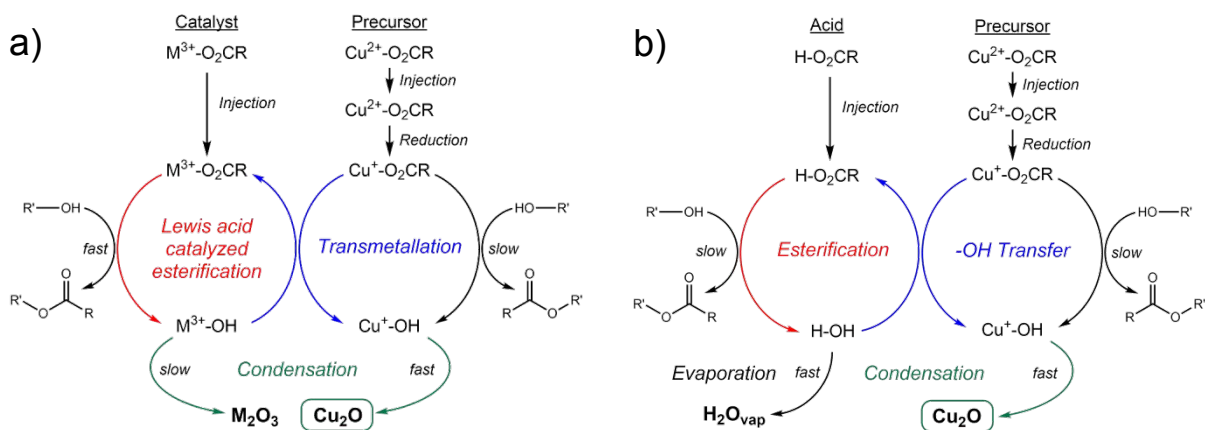 a)
Catalyst
M³⁺-O₂CR
Injection
Precursor
Cu²⁺-O₂CR
Injection
Cu²⁺-O₂CR
Reduction
M³⁺-O₂CR
Cu⁺-O₂CR
R'
OH
fast
R'
O
O
R
Lewis acid
catalyzed
esterification
Transmetallation
HO
R'
slow
O
R
O
R'
M³⁺-OH
Cu⁺-OH
slow
Condensation
fast
M₂O₃
Cu₂O
b)
Acid
H-O₂CR
Injection
Precursor
Cu²⁺-O₂CR
Injection
Cu²⁺-O₂CR
Reduction
H-O₂CR
Cu⁺-O₂CR
R'
OH
slow
R'
O
O
R
Esterification
-OH Transfer
HO
R'
slow
O
R
O
R'
H-OH
Cu⁺-OH
Evaporation
fast
Condensation
fast
H₂Oᵥₐₚ
Cu₂O